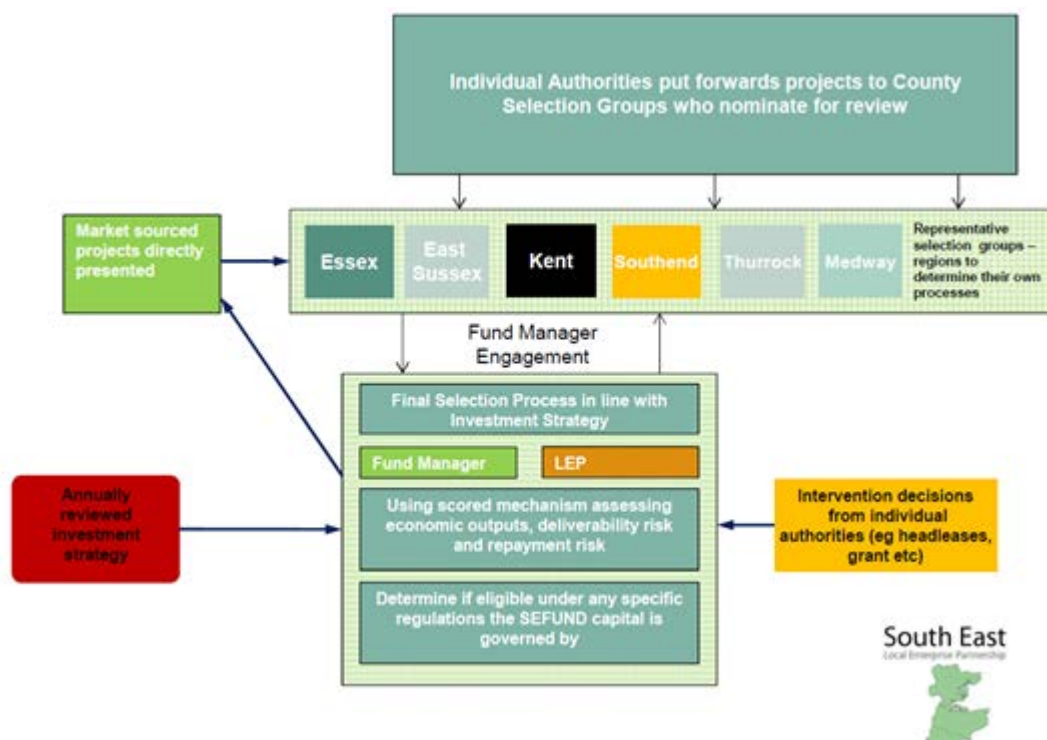 Individual Authorities put forwards projects to County
Selection Groups who nominate for review
Market sourced
projects directly
presented
Essex
East
Sussex
Kent
Southend
Thurrock
Medway
Representative
selection groups –
regions to
determine their own
processes
Fund Manager
Engagement
Final Selection Process in line with
Investment Strategy
Fund Manager
LEP
Annually
reviewed
investment
strategy
Using scored mechanism assessing
economic outputs, deliverability risk
and repayment risk
Intervention decisions
from individual
authorities (eg headleases,
grant etc)
Determine if eligible under any specific
regulations the SEFUND capital is
governed by
South East
Local Enterprise Partnership